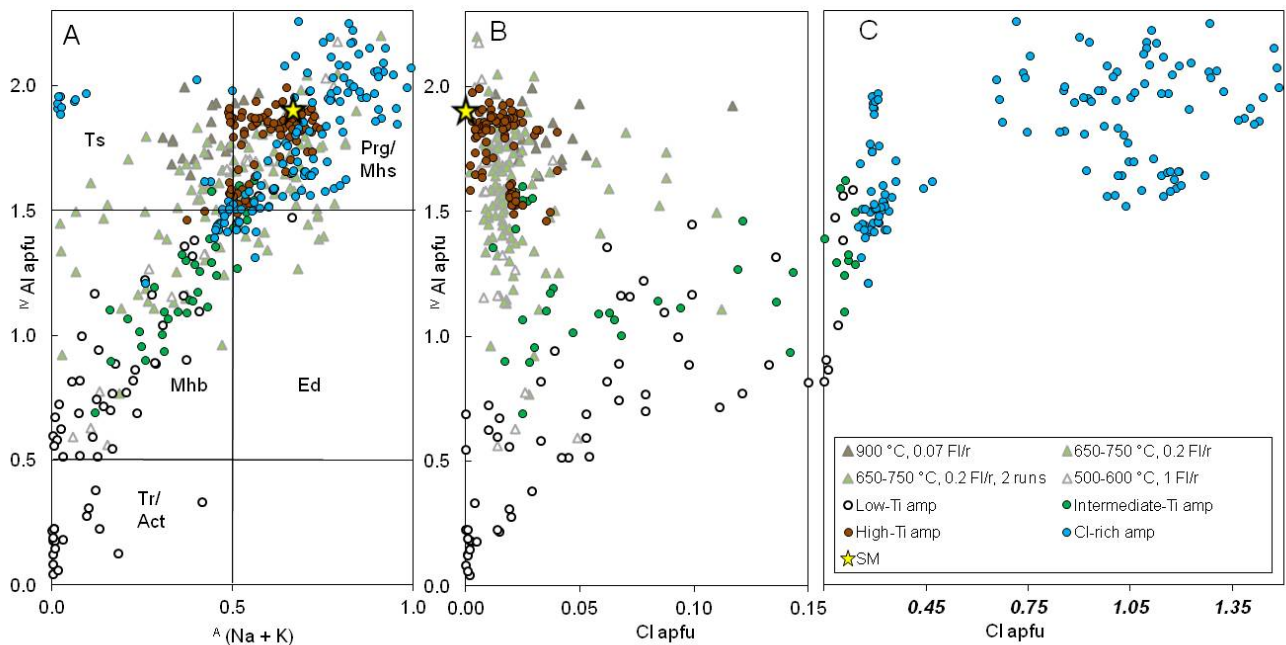 A
B
C
2.0
1.5
1.0
0.5
0.0
IV Al apfu
Ts
Prg/
Mhs
Mhb
Ed
Tr/
Act
0.0
0.5
1.0
A (Na + K)
2.0
1.5
1.0
0.5
0.0
IV Al apfu
0.00
0.05
0.10
0.15
Cl apfu
0.45
0.75
1.05
1.35
Cl apfu
900 °C, 0.07 Fl/r
650-750 °C, 0.2 Fl/r
650-750 °C, 0.2 Fl/r, 2 runs
500-600 °C, 1 Fl/r
Low-Ti amp
Intermediate-Ti amp
High-Ti amp
Cl-rich amp
SM